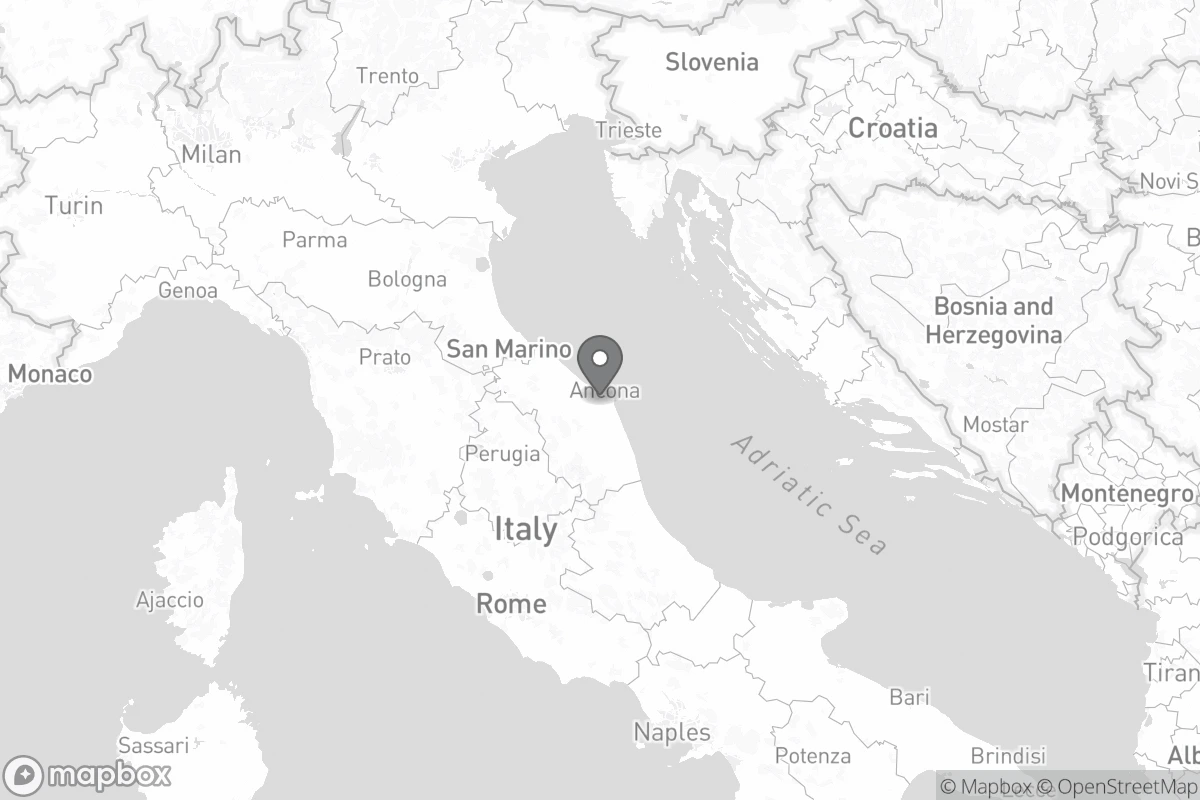 Slovenia
Trento
Trieste
Croatia
Milan
Novi S
Turin
Parma
B
Bologna
Genoa
Bosnia and
Herzegovina
San Marino
Prato
Monaco
Ancona
Mostar
Perugia
Adriatic Sea
Montenegro
Italy
Podgorica
Ajaccio
Rome
Tiran
Bari
Naples
Sassari
Potenza
Brindisi
Alb
mapbox
© Mapbox © OpenStreetMap